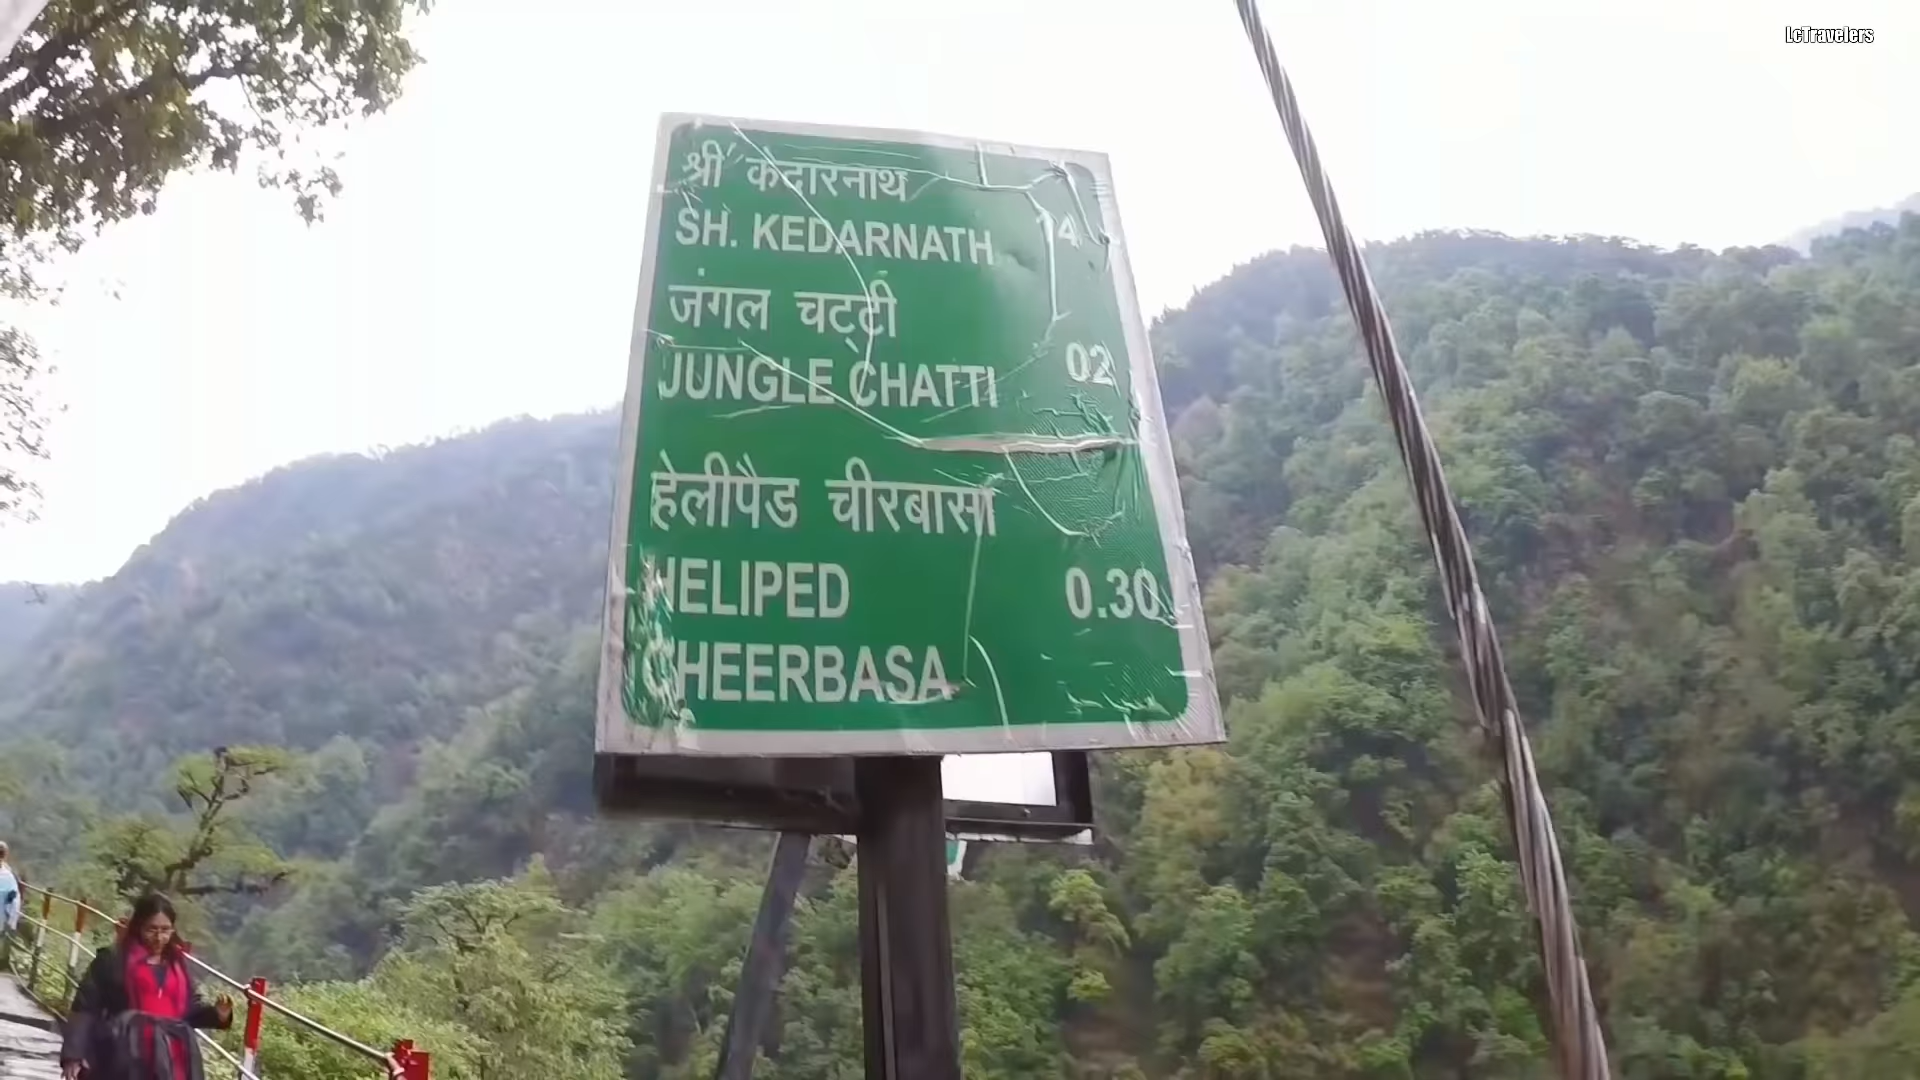 LcTravelers
श्री केदारनाथ
SH. KEDARNATH 14
जंगल चट्टी
JUNGLE CHATTI 02
हेलीपैड चीरबासा
HELIPED 0.30
CHEERBASA